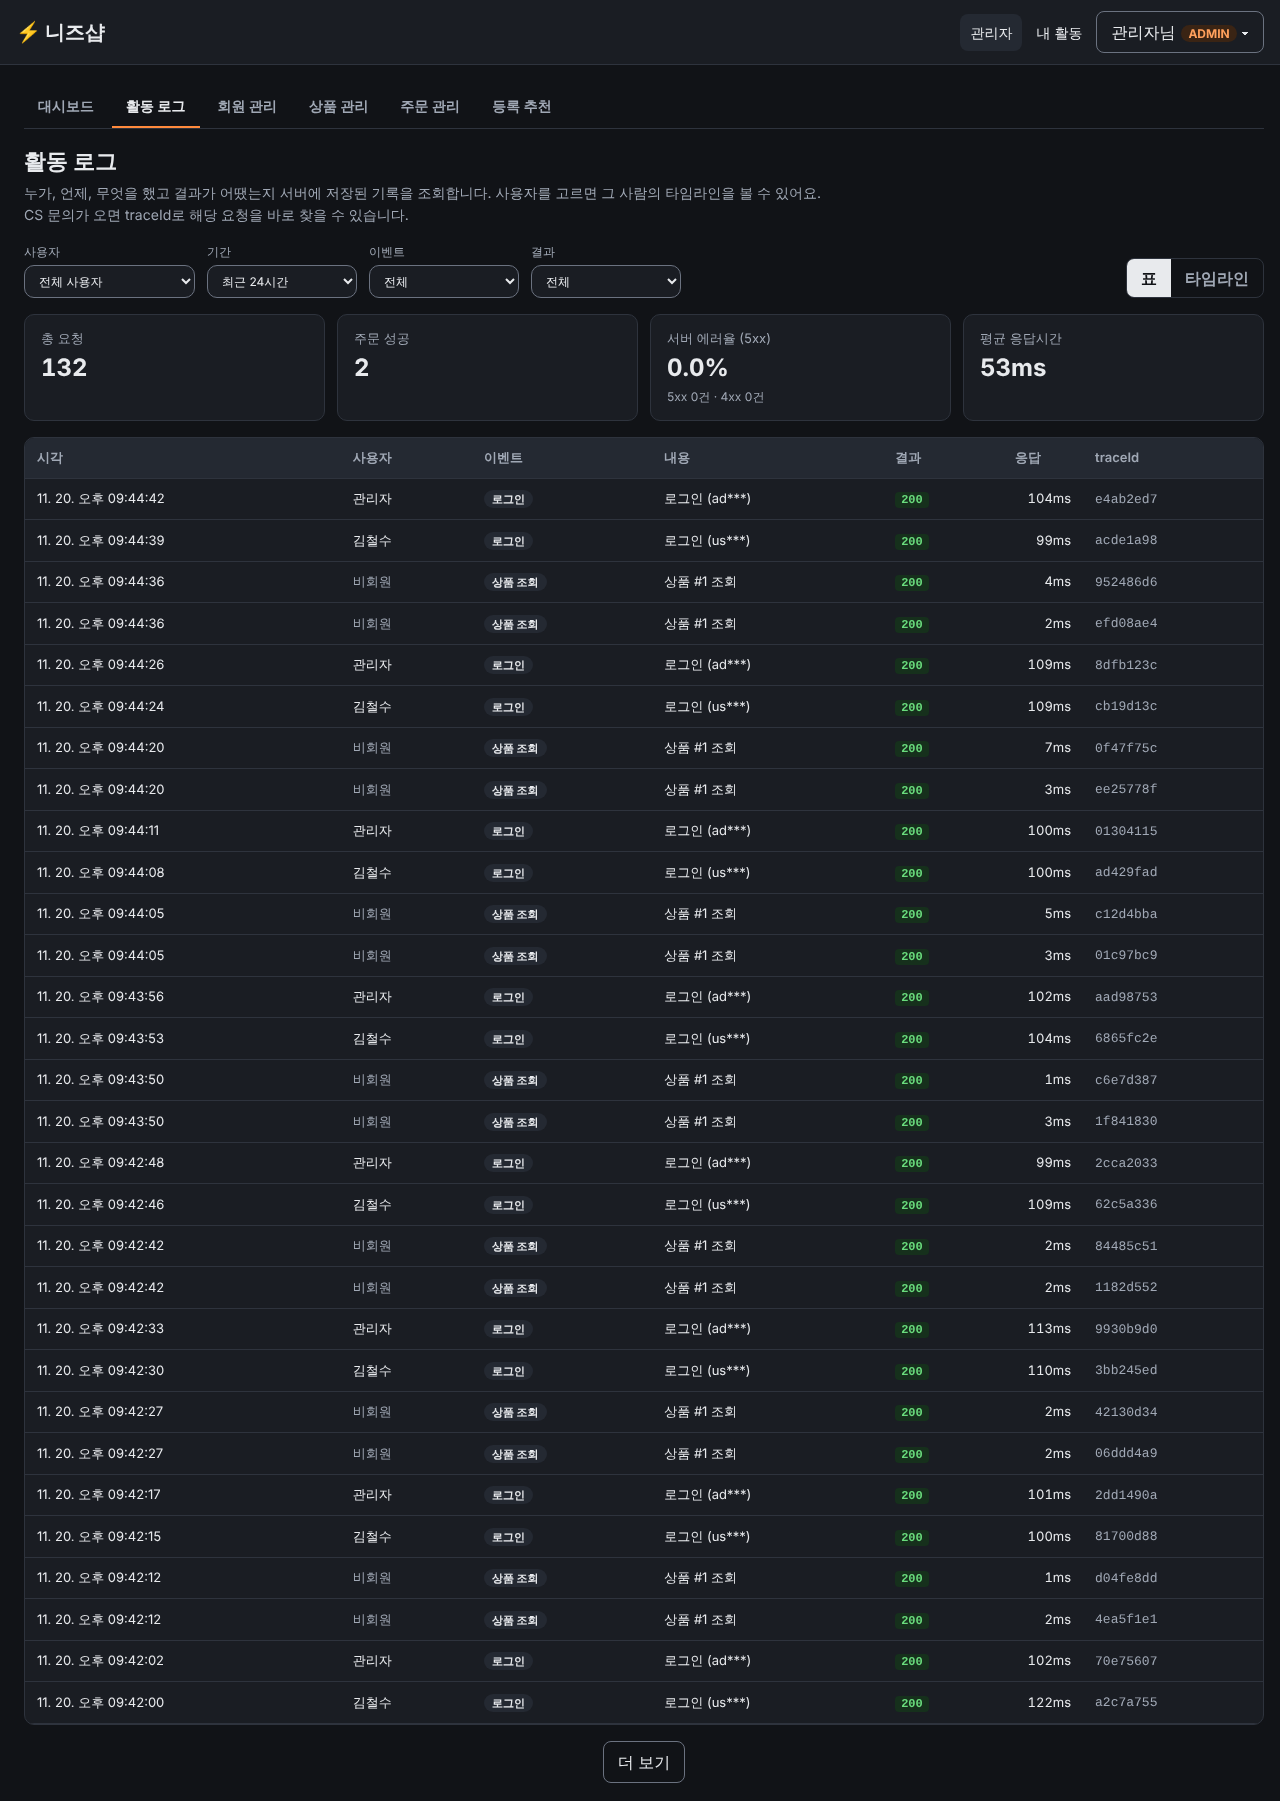 ⚡ 니즈샵
관리자 내 활동 관리자님 ADMIN
대시보드 활동 로그 회원 관리 상품 관리 주문 관리 등록 추천
활동 로그
누가, 언제, 무엇을 했고 결과가 어땠는지 서버에 저장된 기록을 조회합니다. 사용자를 고르면 그 사람의 타임라인을 볼 수 있어요.
CS 문의가 오면 traceId로 해당 요청을 바로 찾을 수 있습니다.
사용자 기간 이벤트 결과
전체 사용자 최근 24시간 전체 전체 표 타임라인
총 요청 주문 성공 서버 에러율 (5xx) 평균 응답시간
132 2 0.0% 53ms
5xx 0건 · 4xx 0건
시각 사용자 이벤트 내용 결과 응답 traceId
11. 20. 오후 09:44:42 관리자 로그인 로그인 (ad***) 200 104ms e4ab2ed7
11. 20. 오후 09:44:39 김철수 로그인 로그인 (us***) 200 99ms acde1a98
11. 20. 오후 09:44:36 비회원 상품 조회 상품 #1 조회 200 4ms 952486d6
11. 20. 오후 09:44:36 비회원 상품 조회 상품 #1 조회 200 2ms efd08ae4
11. 20. 오후 09:44:26 관리자 로그인 로그인 (ad***) 200 109ms 8dfb123c
11. 20. 오후 09:44:24 김철수 로그인 로그인 (us***) 200 109ms cb19d13c
11. 20. 오후 09:44:20 비회원 상품 조회 상품 #1 조회 200 7ms 0f47f75c
11. 20. 오후 09:44:20 비회원 상품 조회 상품 #1 조회 200 3ms ee25778f
11. 20. 오후 09:44:11 관리자 로그인 로그인 (ad***) 200 100ms 01304115
11. 20. 오후 09:44:08 김철수 로그인 로그인 (us***) 200 100ms ad429fad
11. 20. 오후 09:44:05 비회원 상품 조회 상품 #1 조회 200 5ms c12d4bba
11. 20. 오후 09:44:05 비회원 상품 조회 상품 #1 조회 200 3ms 01c97bc9
11. 20. 오후 09:43:56 관리자 로그인 로그인 (ad***) 200 102ms aad98753
11. 20. 오후 09:43:53 김철수 로그인 로그인 (us***) 200 104ms 6865fc2e
11. 20. 오후 09:43:50 비회원 상품 조회 상품 #1 조회 200 1ms c6e7d387
11. 20. 오후 09:43:50 비회원 상품 조회 상품 #1 조회 200 3ms 1f841830
11. 20. 오후 09:42:48 관리자 로그인 로그인 (ad***) 200 99ms 2cca2033
11. 20. 오후 09:42:46 김철수 로그인 로그인 (us***) 200 109ms 62c5a336
11. 20. 오후 09:42:42 비회원 상품 조회 상품 #1 조회 200 2ms 84485c51
11. 20. 오후 09:42:42 비회원 상품 조회 상품 #1 조회 200 2ms 1182d552
11. 20. 오후 09:42:33 관리자 로그인 로그인 (ad***) 200 113ms 9930b9d0
11. 20. 오후 09:42:30 김철수 로그인 로그인 (us***) 200 110ms 3bb245ed
11. 20. 오후 09:42:27 비회원 상품 조회 상품 #1 조회 200 2ms 42130d34
11. 20. 오후 09:42:27 비회원 상품 조회 상품 #1 조회 200 2ms 06ddd4a9
11. 20. 오후 09:42:17 관리자 로그인 로그인 (ad***) 200 101ms 2dd1490a
11. 20. 오후 09:42:15 김철수 로그인 로그인 (us***) 200 100ms 81700d88
11. 20. 오후 09:42:12 비회원 상품 조회 상품 #1 조회 200 1ms d04fe8dd
11. 20. 오후 09:42:12 비회원 상품 조회 상품 #1 조회 200 2ms 4ea5f1e1
11. 20. 오후 09:42:02 관리자 로그인 로그인 (ad***) 200 102ms 70e75607
11. 20. 오후 09:42:00 김철수 로그인 로그인 (us***) 200 122ms a2c7a755
더 보기